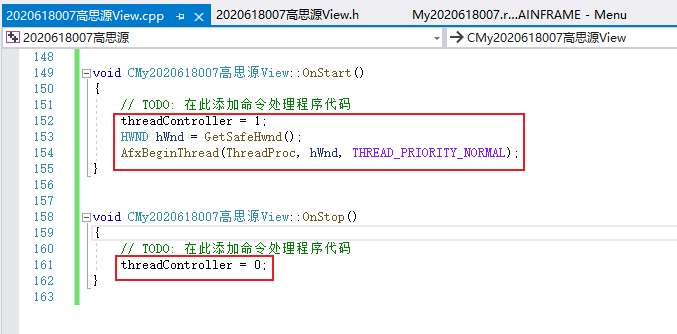 2020618007高思源View.cpp
2020618007高思源View.h
My2020618007.r...AINFRAME - Menu
2020618007高思源
CMy2020618007高思源View
148
149 void CMy2020618007高思源View::OnStart()
150 {
151 // TODO: 在此添加命令处理程序代码
152 threadController = 1;
153 HWND hWnd = GetSafeHwnd();
154 AfxBeginThread(ThreadProc, hWnd, THREAD_PRIORITY_NORMAL);
155 }
156
157
158 void CMy2020618007高思源View::OnStop()
159 {
160 // TODO: 在此添加命令处理程序代码
161 threadController = 0;
162 }
163